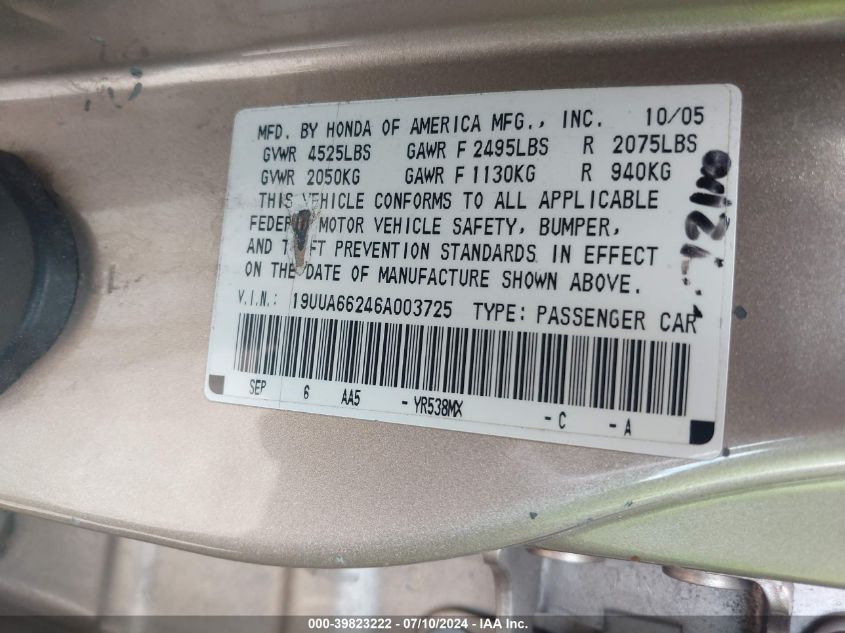 MFD. BY HONDA OF AMERICA MFG., INC. 10/05
GVWR 4525LBS GAWR F 2495LBS R 2075LBS
GVWR 2050KG GAWR F 1130KG R 940KG
THIS VEHICLE CONFORMS TO ALL APPLICABLE
MOTOR VEHICLE SAFETY, BUMPER,
AND PREVENTION STANDARDS IN EFFECT
ON THE DATE OF MANUFACTURE SHOWN ABOVE.
V.I.N.: 19UUA66246A003725 TYPE: PASSENGER CAR
SEP 6 AA5 - YR538MX - C - A
000-39823222 / 07/10/2024 / © IAA Inc.